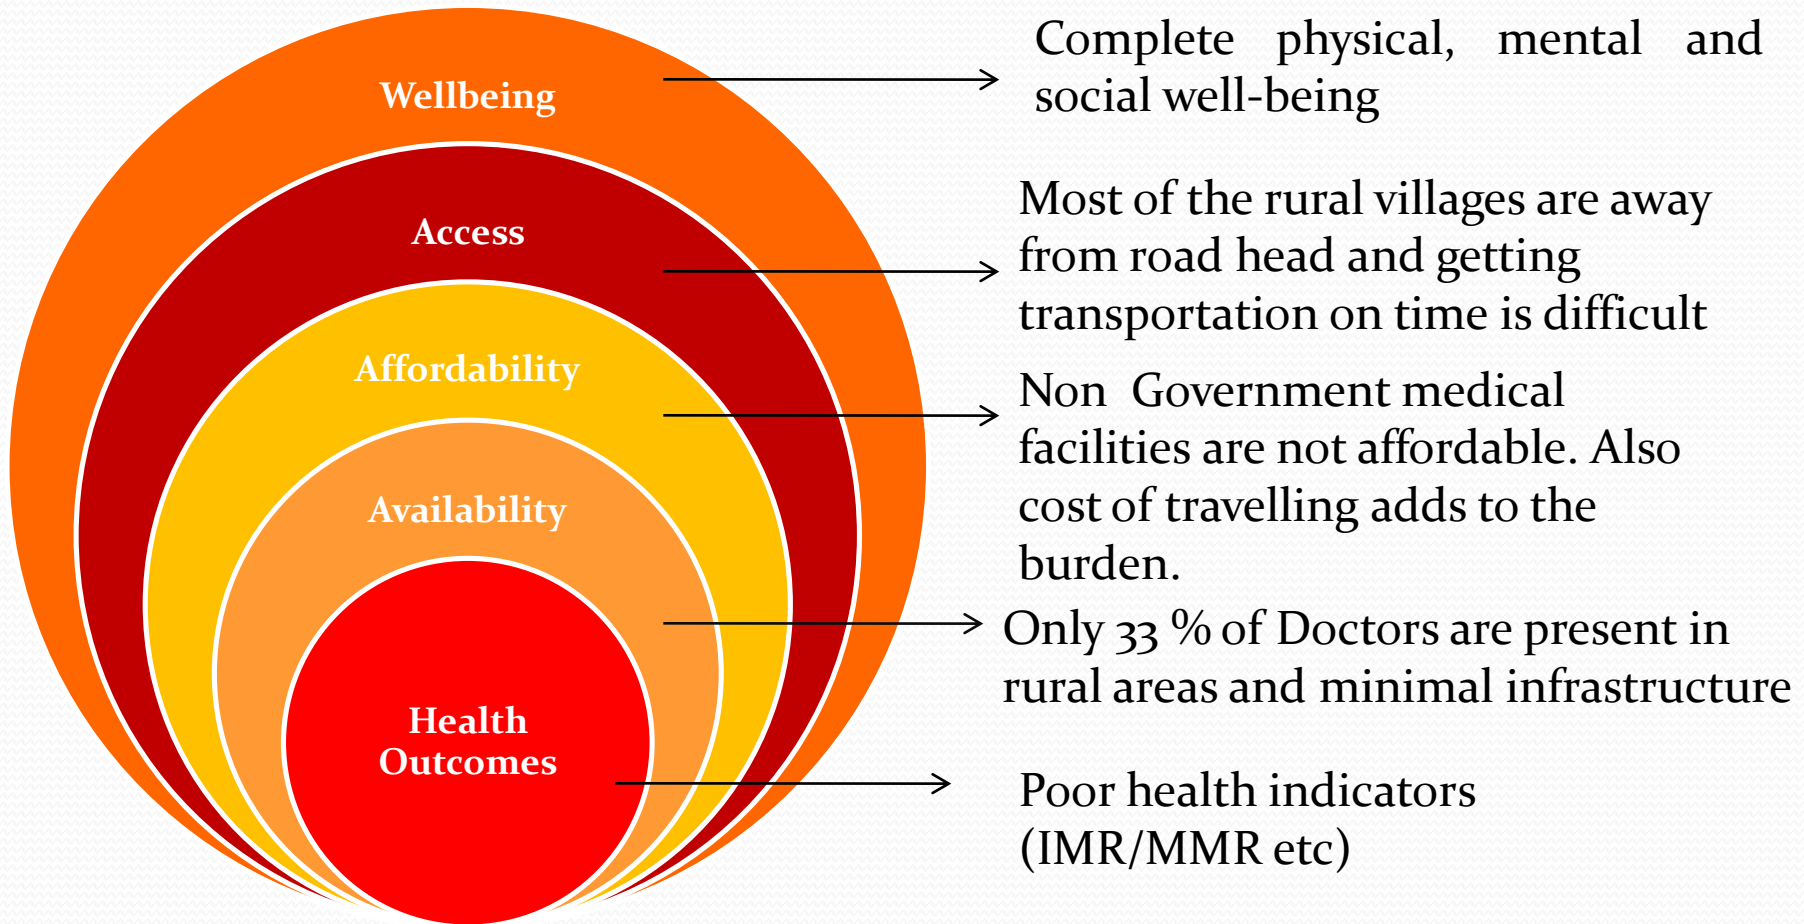 Wellbeing
Complete physical, mental and
social well-being
Access
Most of the rural villages are away
from road head and getting
transportation on time is difficult
Affordability
Non Government medical
facilities are not affordable. Also
cost of travelling adds to the
burden.
Availability
Only 33 % of Doctors are present in
rural areas and minimal infrastructure
Health
Outcomes
Poor health indicators
(IMR/MMR etc)